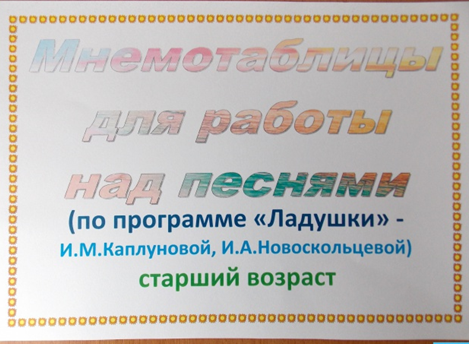 Мнемотаблицы
для работы
над песнями
(по программе «Ладушки» -
И.М.Каплуновой, И.А.Новоскольцевой)
старший возраст